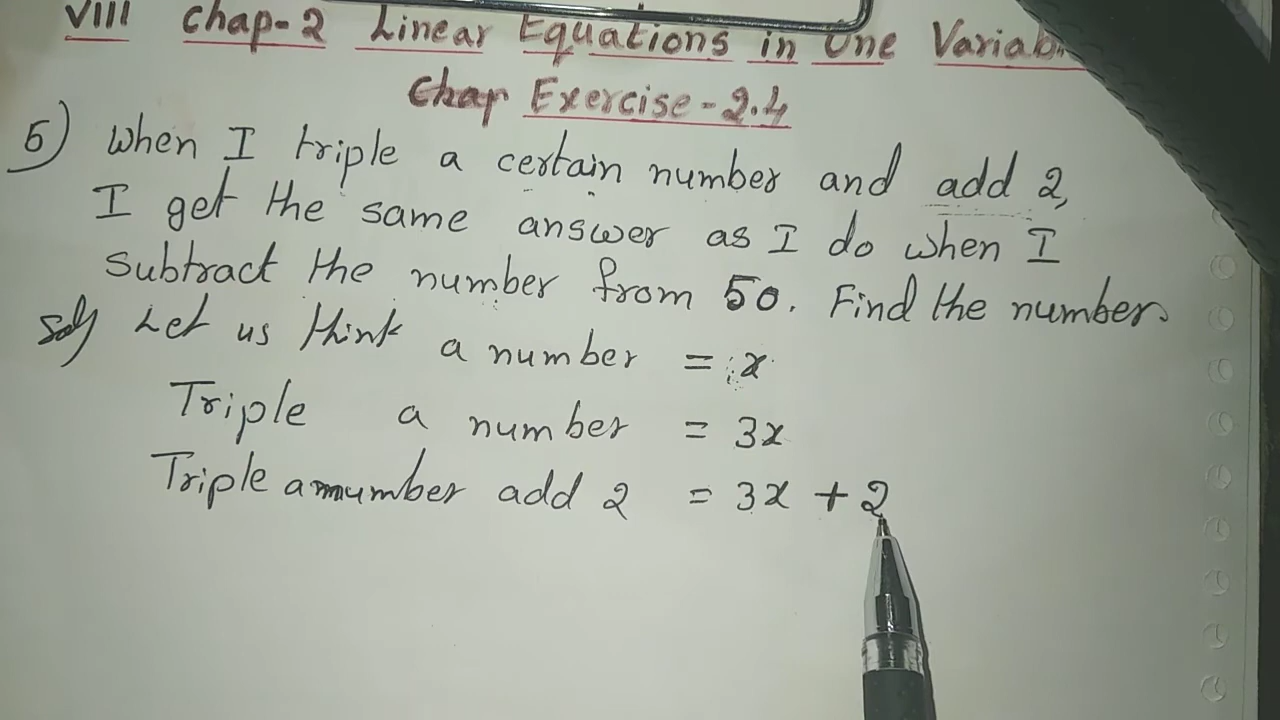 VIII Chap-2 Linear Equations in One Variab
Chap Exercise-2.4
5) When I triple a certain number and add 2,
I get the same answer as I do when I
subtract the number from 50. Find the number.
Sol) Let us think a number = x
Triple a number = 3x
Triple a number add 2 = 3x + 2